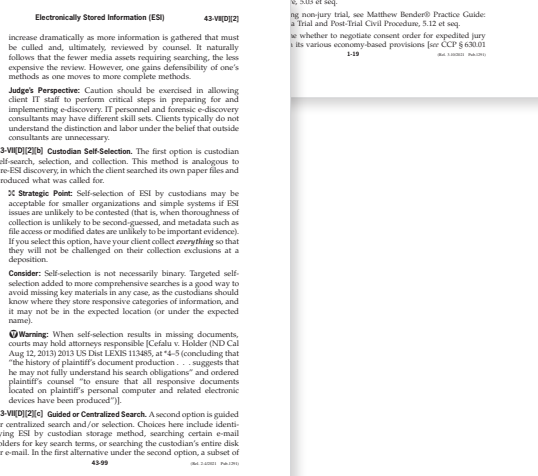 Electronically Stored Information (ESI) 43-VII[D][2]
increase dramatically as more information is gathered that must
be culled and, ultimately, reviewed by counsel. It naturally
follows that the fewer media assets requiring searching, the less
expensive the review. However, one gains defensibility of one's
methods as one moves to more complete methods.
Judge's Perspective: Caution should be exercised in allowing
client IT staff to perform critical steps in preparing for and
implementing e-discovery. IT personnel and forensic e-discovery
consultants may have different skill sets. Clients typically do not
understand the distinction and labor under the belief that outside
consultants are unnecessary.
3-VII[D][2][b] Custodian Self-Selection. The first option is custodian
elf-search, selection, and collection. This method is analogous to
re-ESI discovery, in which the client searched its own paper files and
roduced what was called for.
Strategic Point: Self-selection of ESI by custodians may be
acceptable for smaller organizations and simple systems if ESI
issues are unlikely to be contested (that is, when thoroughness of
collection is unlikely to be second-guessed, and metadata such as
file access or modified dates are unlikely to be important evidence).
If you select this option, have your client collect everything so that
they will not be challenged on their collection exclusions at a
deposition.
Consider: Self-selection is not necessarily binary. Targeted self-
selection added to more comprehensive searches is a good way to
avoid missing key materials in any case, as the custodians should
know where they store responsive categories of information, and
it may not be in the expected location (or under the expected
name).
Warning: When self-selection results in missing documents,
courts may hold attorneys responsible [Cefalu v. Holder (ND Cal
Aug 12, 2013) 2013 US Dist LEXIS 113485, at *4–5 (concluding that
"the history of plaintiff's document production . . . suggests that
he may not fully understand his search obligations" and ordered
plaintiff's counsel "to ensure that all responsive documents
located on plaintiff's personal computer and related electronic
devices have been produced")].
3-VII[D][2][c] Guided or Centralized Search. A second option is guided
r centralized search and/or selection. Choices here include identi-
ying ESI by custodian storage method, searching certain e-mail
olders for key search terms, or searching the custodian's entire disk
r e-mail. In the first alternative under the second option, a subset of
43-99
e, 5.03 et seq.
ng non-jury trial, see Matthew Bender® Practice Guide:
a Trial and Post-Trial Civil Procedure, 5.12 et seq.
e whether to negotiate consent order for expedited jury
its various economy-based provisions [see CCP § 630.01
1-19